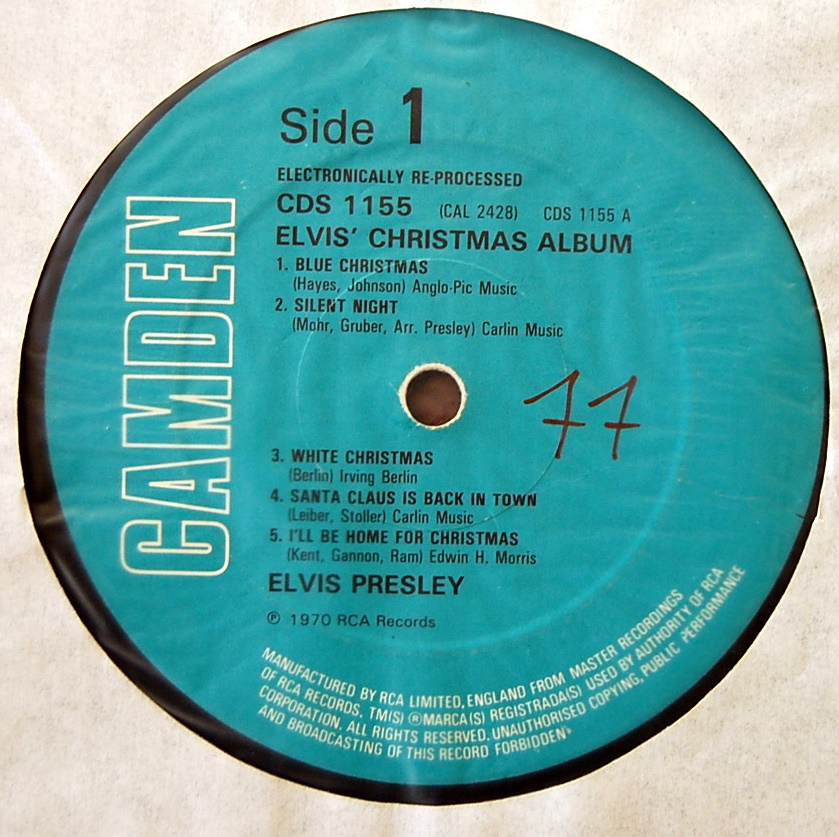 CAMDEN
Side 1
ELECTRONICALLY RE-PROCESSED
CDS 1155 (CAL 2428) CDS 1155 A
ELVIS' CHRISTMAS ALBUM
1. BLUE CHRISTMAS
(Hayes, Johnson) Anglo-Pic Music
2. SILENT NIGHT
(Mohr, Gruber, Arr. Presley) Carlin Music
77
3. WHITE CHRISTMAS
(Berlin) Irving Berlin
4. SANTA CLAUS IS BACK IN TOWN
(Leiber, Stoller) Carlin Music
5. I'LL BE HOME FOR CHRISTMAS
(Kent, Gannon, Ram) Edwin H. Morris
ELVIS PRESLEY
℗ 1970 RCA Records
MANUFACTURED BY RCA LIMITED, ENGLAND FROM MASTER RECORDINGS
OF RCA RECORDS, TM(S) ® MARCA(S) REGISTRADA(S) USED BY AUTHORITY OF RCA
CORPORATION, ALL RIGHTS RESERVED. UNAUTHORISED COPYING, PUBLIC PERFORMANCE
AND BROADCASTING OF THIS RECORD FORBIDDEN